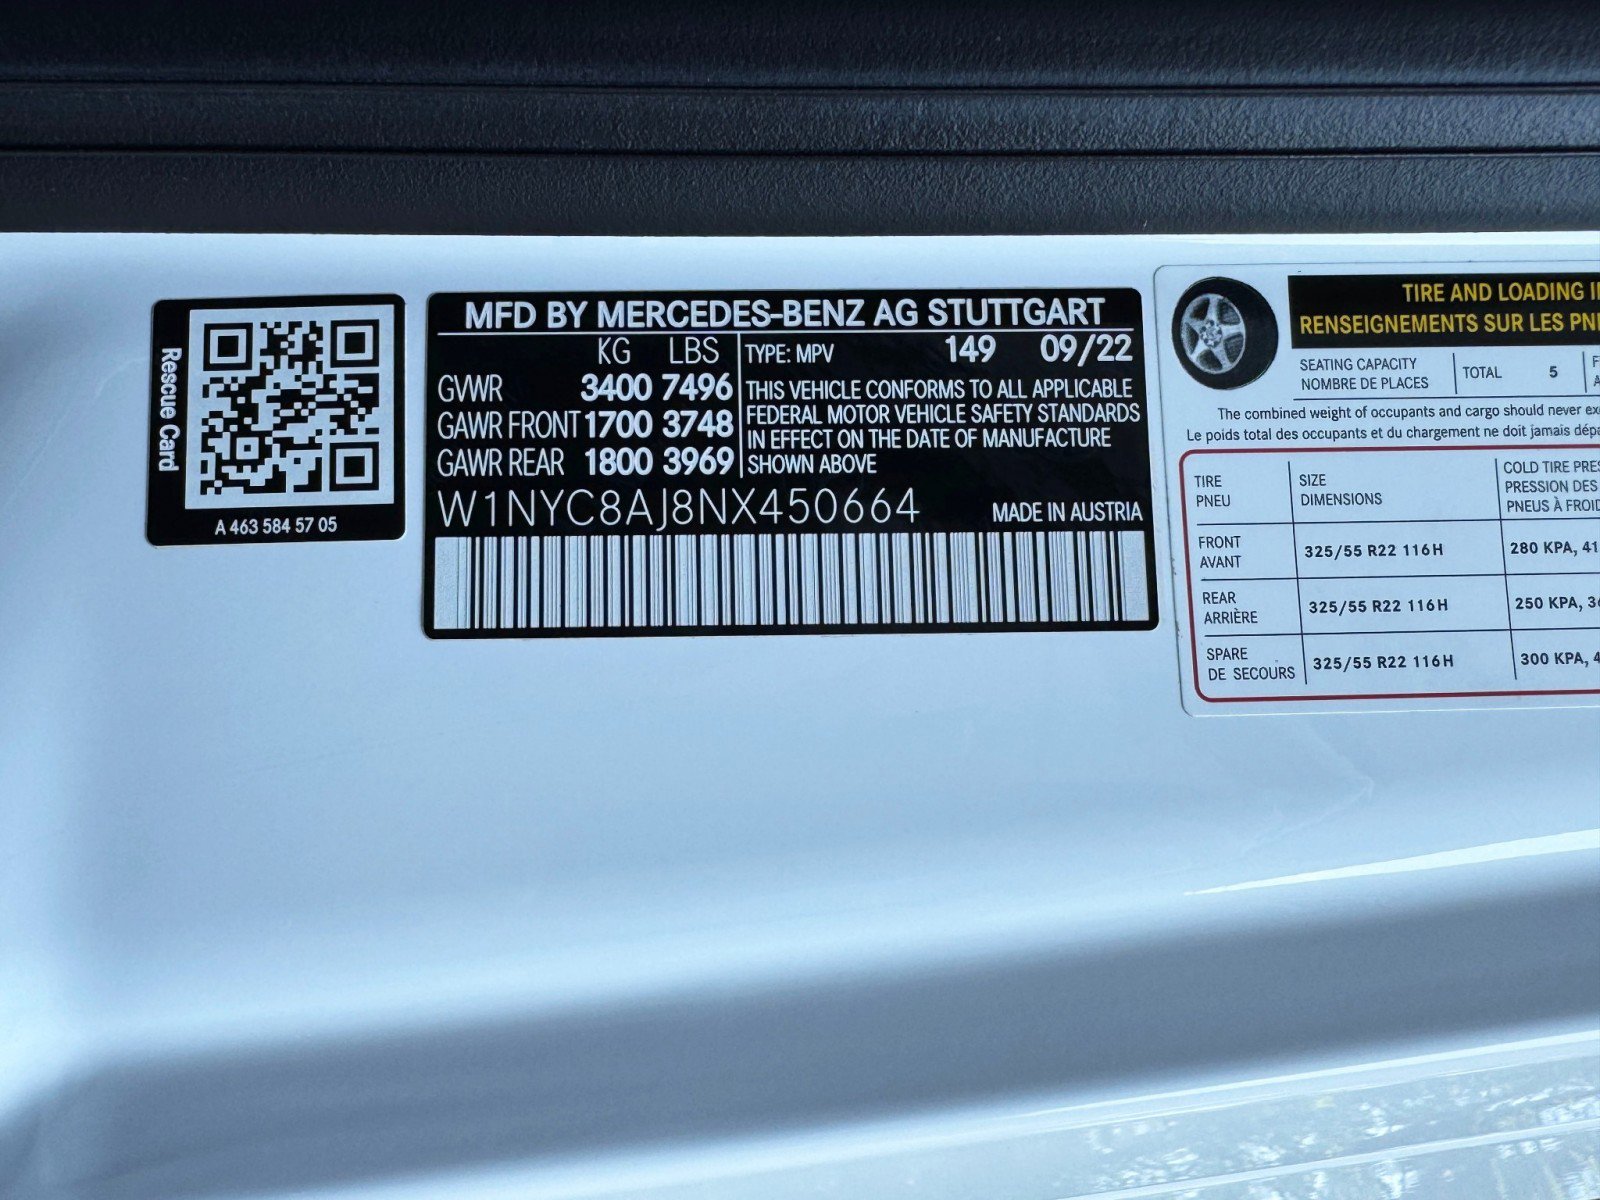 Rescue Card
A 463 584 57 05
MFD BY MERCEDES-BENZ AG STUTTGART
KG LBS
GVWR 3400 7496
GAWR FRONT 1700 3748
GAWR REAR 1800 3969
TYPE: MPV 149 09/22
THIS VEHICLE CONFORMS TO ALL APPLICABLE
FEDERAL MOTOR VEHICLE SAFETY STANDARDS
IN EFFECT ON THE DATE OF MANUFACTURE
SHOWN ABOVE
W1NYC8AJ8NX450664 MADE IN AUSTRIA
TIRE AND LOADING
RENSEIGNEMENTS SUR LES
SEATING CAPACITY
NOMBRE DE PLACES
TOTAL 5
The combined weight of occupants and cargo should never
Le poids total des occupants et du chargement ne doit jamais
TIRE
PNEU
SIZE
DIMENSIONS
COLD TIRE
PRESSION DES
PNEUS À
FRONT
AVANT
325/55 R22 116H
280 KPA,
REAR
ARRIÈRE
325/55 R22 116H
250 KPA,
SPARE
DE SECOURS
325/55 R22 116H
300 KPA,